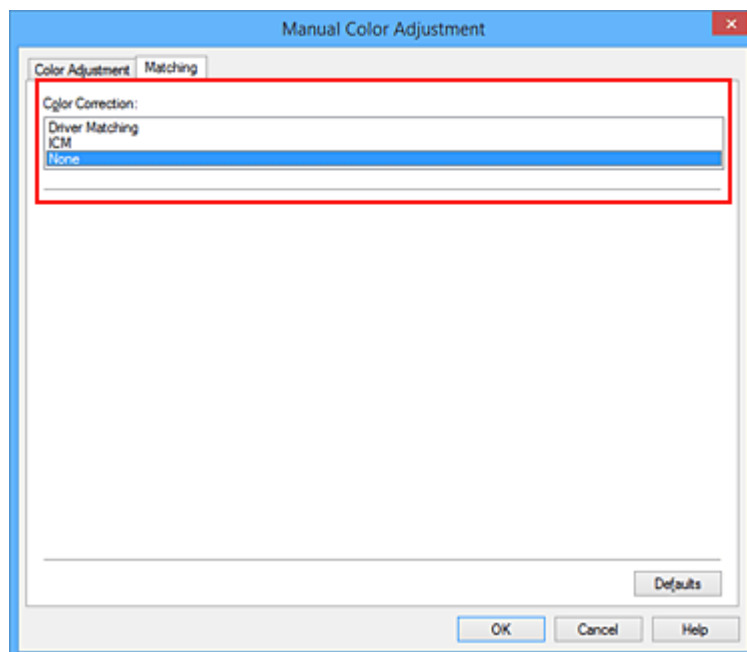 Manual Color Adjustment
Color Adjustment Matching
Color Correction:
Driver Matching
ICM
None
Defaults
OK Cancel Help